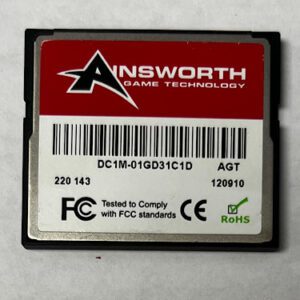 AINSWORTH
GAME TECHNOLOGY
DC1M-01GD31C1D AGT
220 143 120910
FC Tested to Comply
with FCC standards CE RoHS